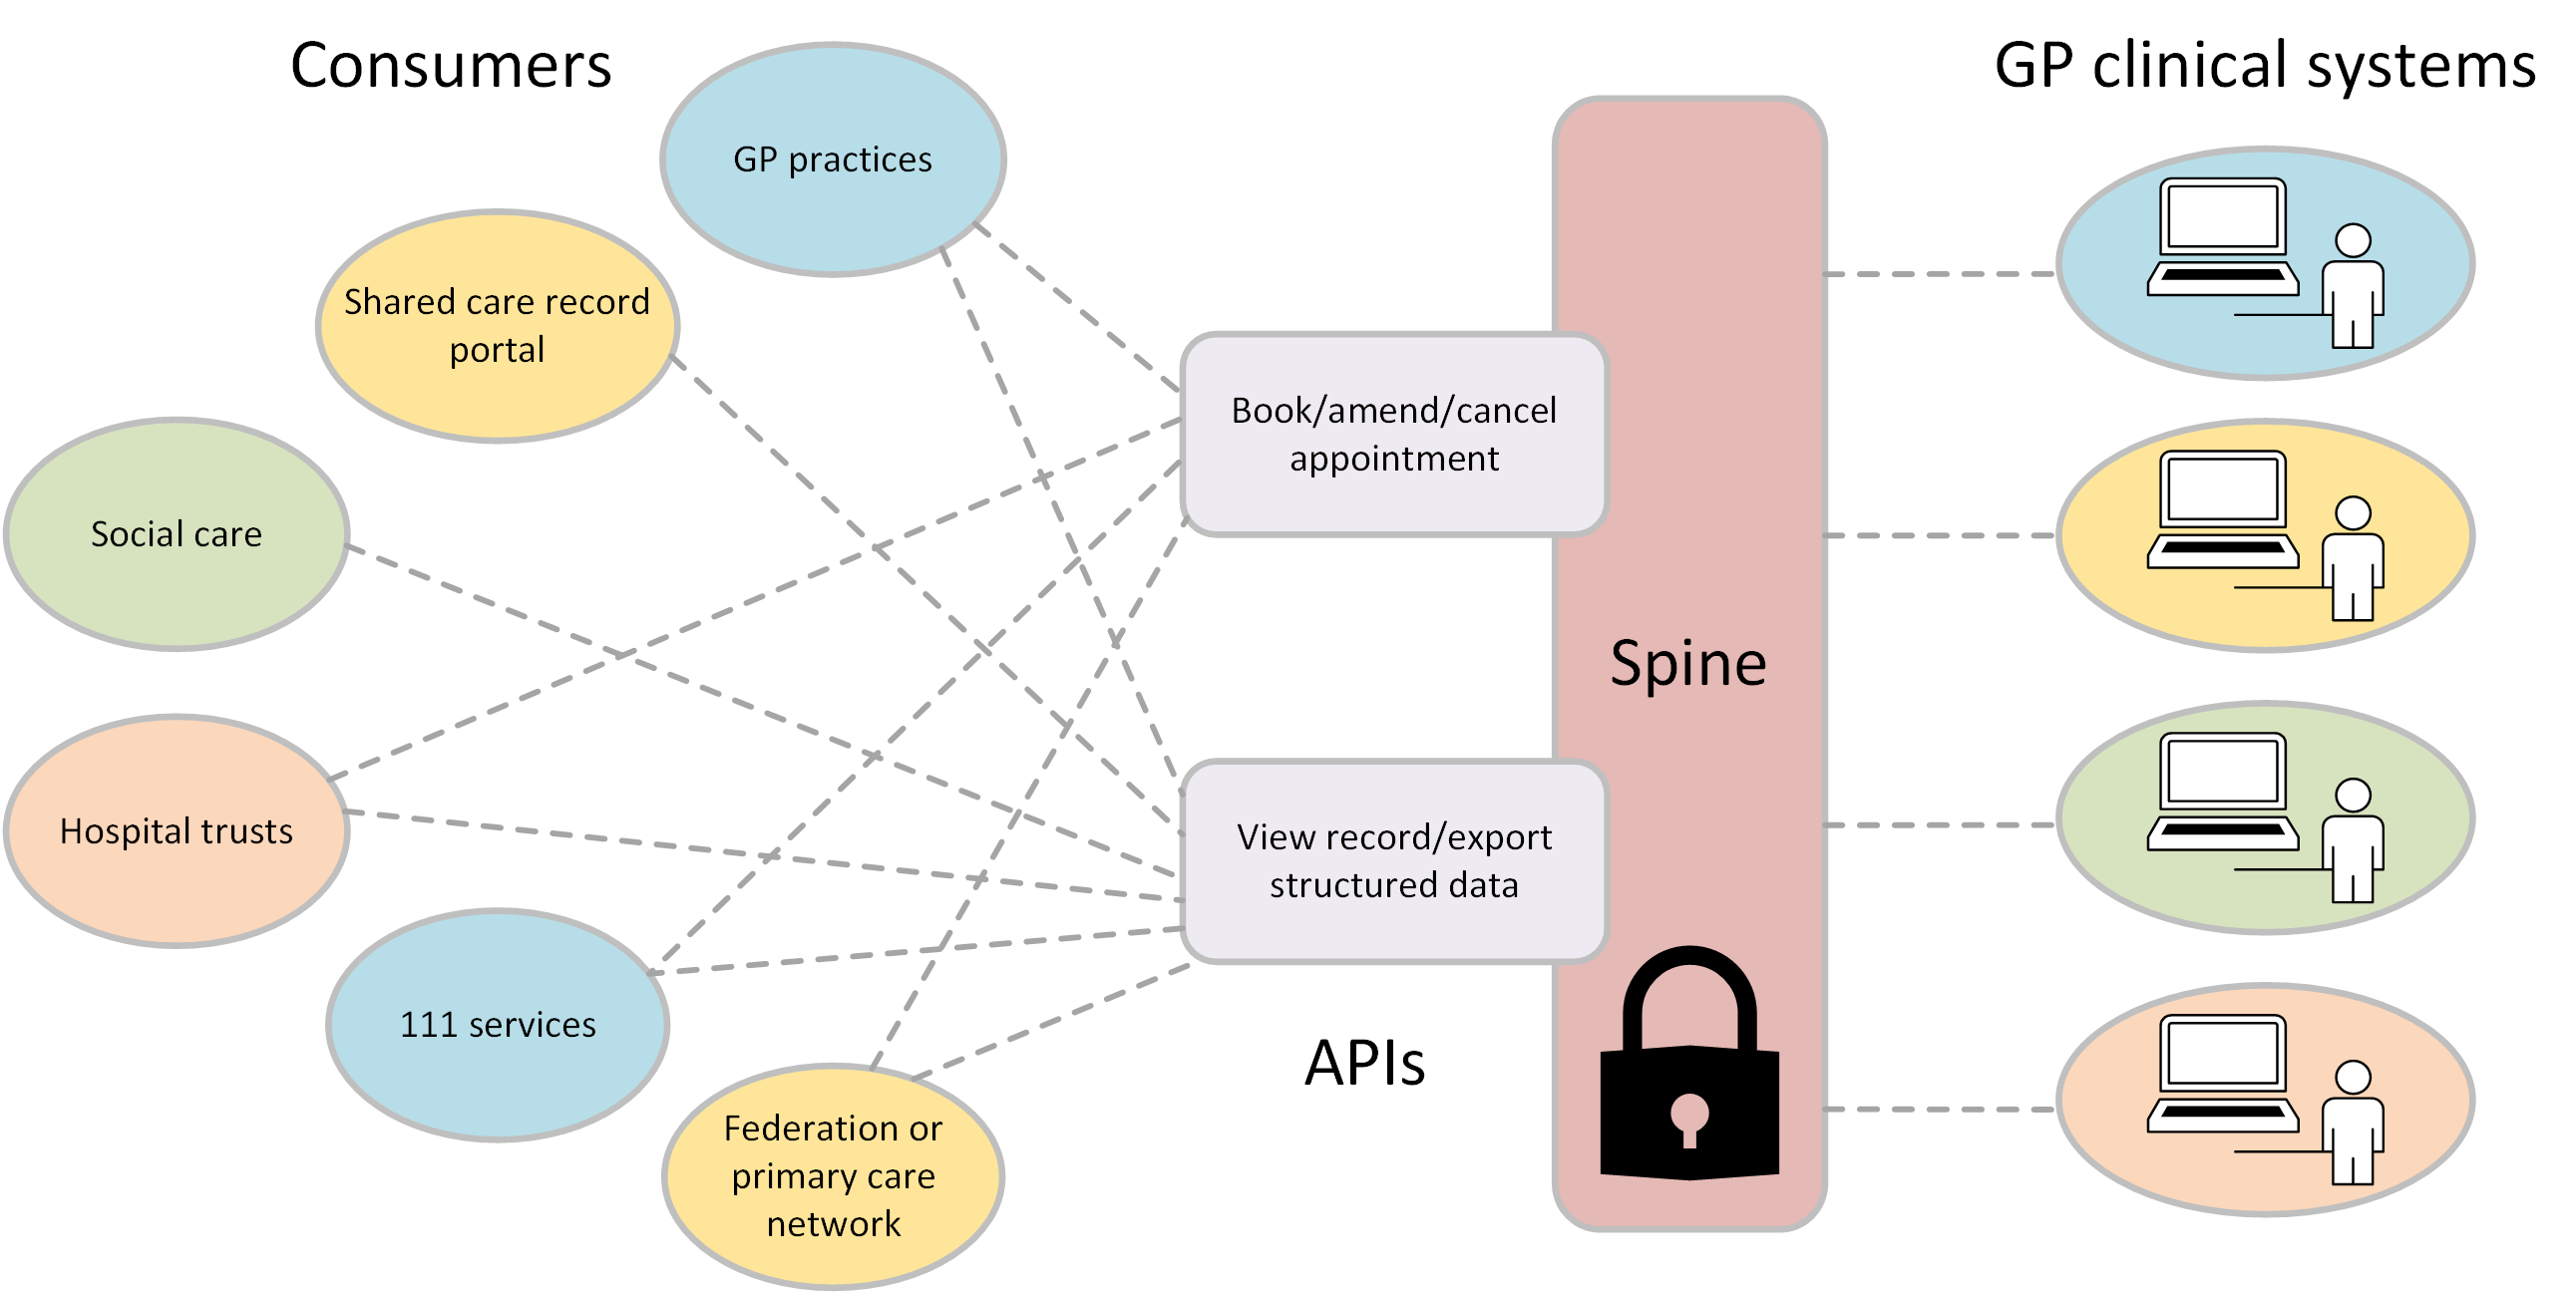 Consumers
GP clinical systems
GP practices
Shared care record
portal
Social care
Hospital trusts
111 services
Federation or
primary care
network
Book/amend/cancel
appointment
View record/export
structured data
APIs
Spine